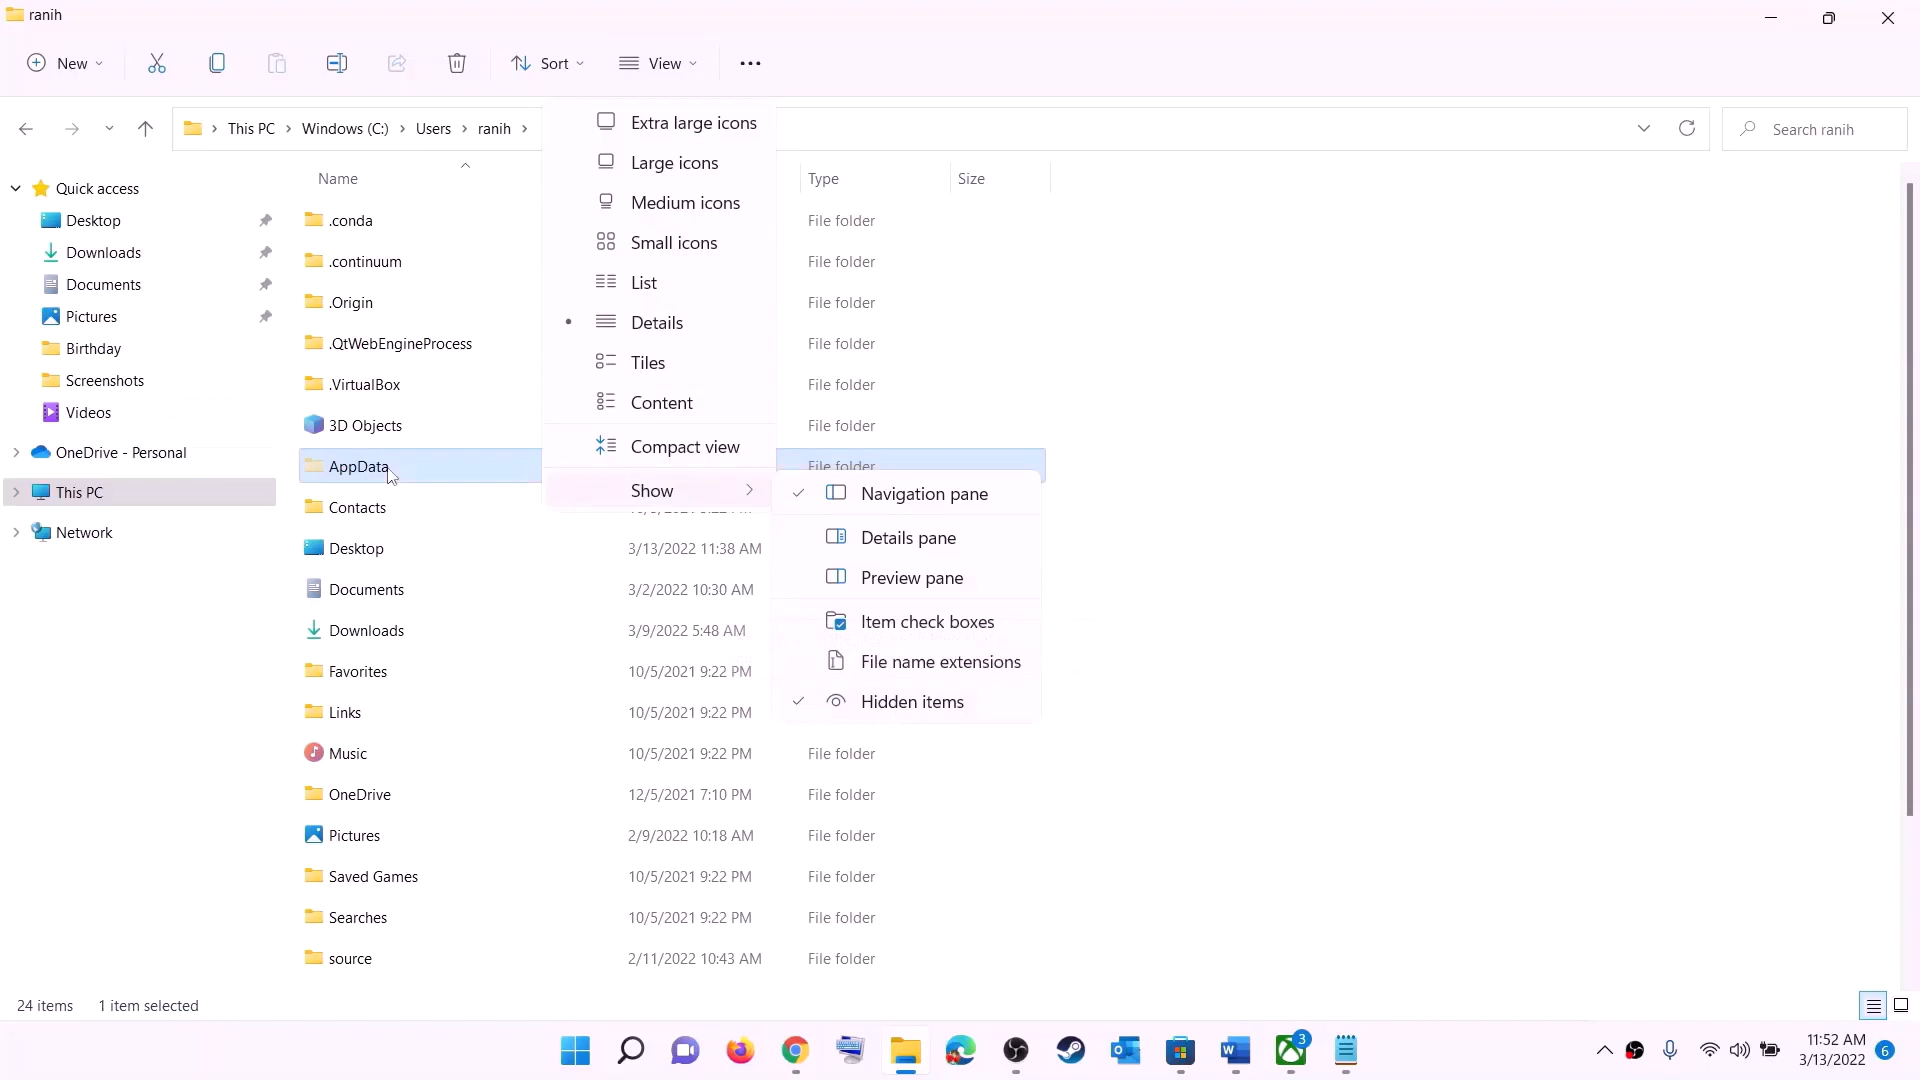 ranih
New
Sort
View
This PC
Windows (C:)
Users
ranih
Search ranih
Quick access
Desktop
Downloads
Documents
Pictures
Birthday
Screenshots
Videos
OneDrive - Personal
This PC
Network
Name
Type
Size
.conda
File folder
.continuum
File folder
.Origin
File folder
.QtWebEngineProcess
File folder
.VirtualBox
File folder
3D Objects
File folder
AppData
File folder
Contacts
Desktop
3/13/2022 11:38 AM
Documents
3/2/2022 10:30 AM
Downloads
3/9/2022 5:48 AM
Favorites
10/5/2021 9:22 PM
Links
10/5/2021 9:22 PM
Music
10/5/2021 9:22 PM
File folder
OneDrive
12/5/2021 7:10 PM
File folder
Pictures
2/9/2022 10:18 AM
File folder
Saved Games
10/5/2021 9:22 PM
File folder
Searches
10/5/2021 9:22 PM
File folder
source
2/11/2022 10:43 AM
File folder
Extra large icons
Large icons
Medium icons
Small icons
List
Details
Tiles
Content
Compact view
Show
Navigation pane
Details pane
Preview pane
Item check boxes
File name extensions
Hidden items
24 items
1 item selected
3
11:52 AM
3/13/2022
6